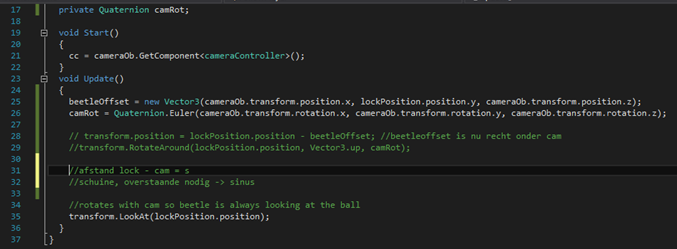 17 private Quaternion camRot;
18
19 void Start()
20 {
21 cc = cameraOb.GetComponent<cameraController>();
22 }
23 void Update()
24 {
25 beetleOffset = new Vector3(cameraOb.transform.position.x, lockPosition.position.y, cameraOb.transform.position.z);
26 camRot = Quaternion.Euler(cameraOb.transform.rotation.x, cameraOb.transform.rotation.y, cameraOb.transform.rotation.z);
27
28 // transform.position = lockPosition.position - beetleOffset; //beetleoffset is nu recht onder cam
29 //transform.RotateAround(lockPosition.position, Vector3.up, camRot);
30
31 //afstand lock - cam = s
32 //schuine, overstaande nodig -> sinus
33
34 //rotates with cam so beetle is always looking at the ball
35 transform.LookAt(lockPosition.position);
36 }
37 }